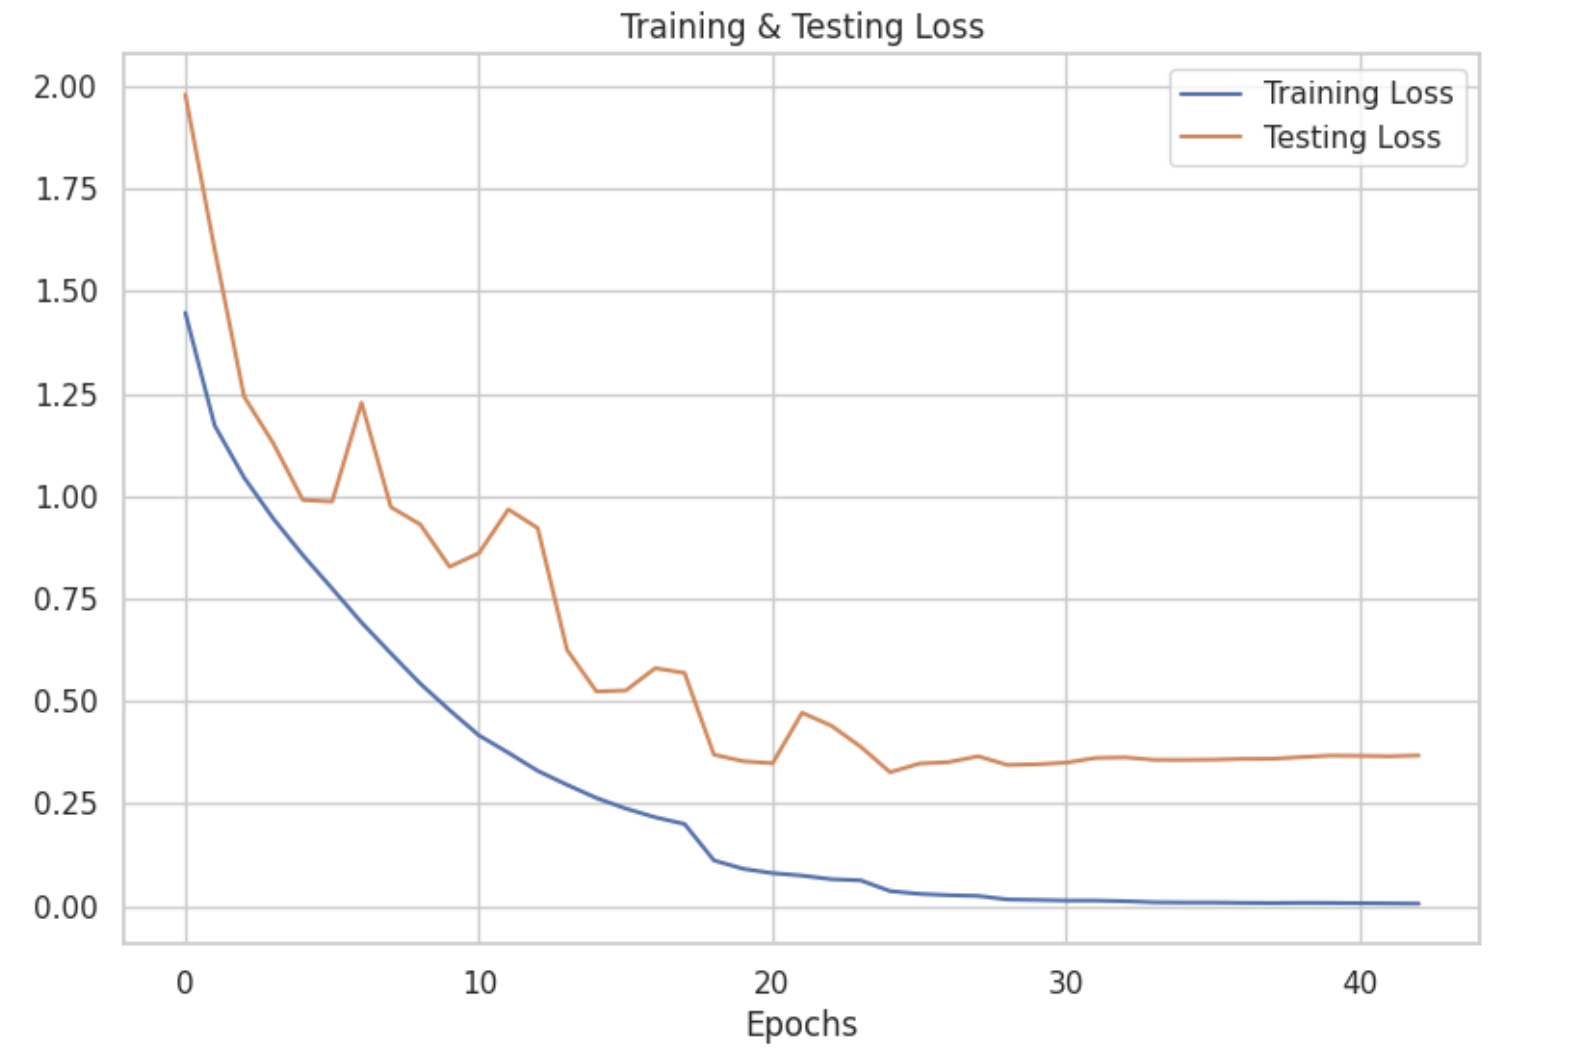 Training & Testing Loss
Training Loss
Testing Loss
2.00
1.75
1.50
1.25
1.00
0.75
0.50
0.25
0.00
0 10 20 30 40
Epochs